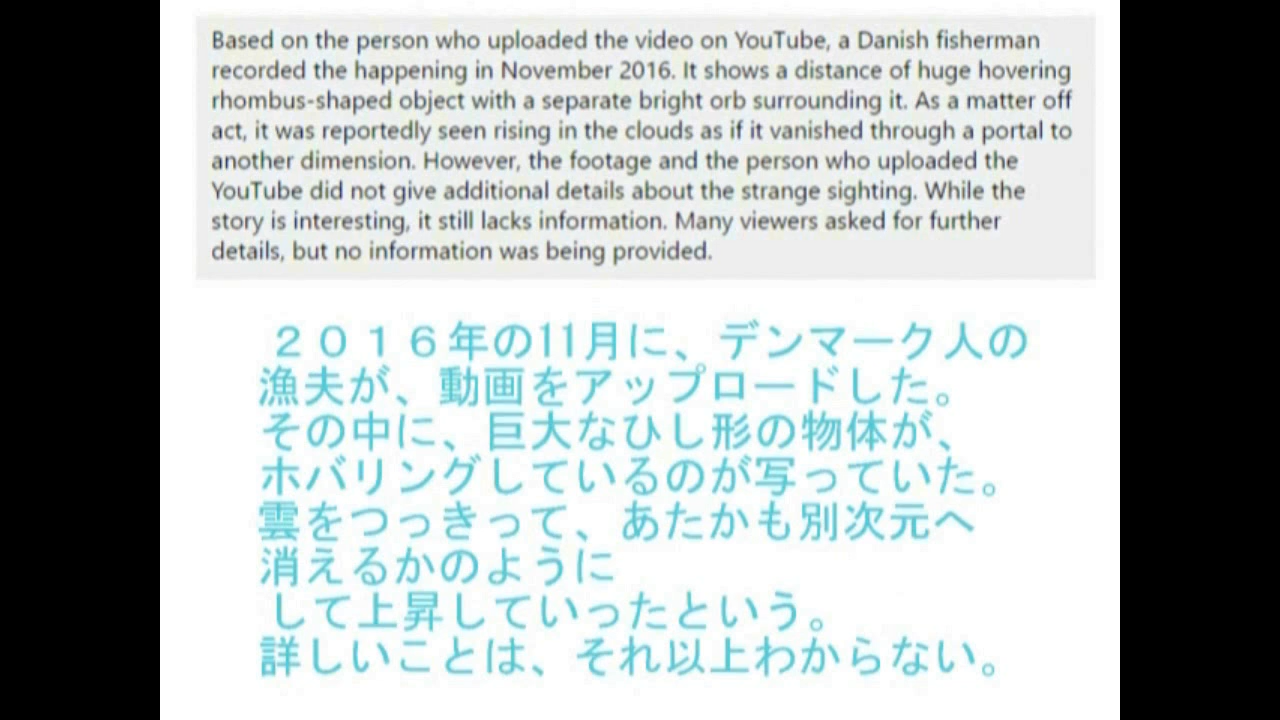 Based on the person who uploaded the video on YouTube, a Danish fisherman
recorded the happening in November 2016. It shows a distance of huge hovering
rhombus-shaped object with a separate bright orb surrounding it. As a matter off
act, it was reportedly seen rising in the clouds as if it vanished through a portal to
another dimension. However, the footage and the person who uploaded the
YouTube did not give additional details about the strange sighting. While the
story is interesting, it still lacks information. Many viewers asked for further
details, but no information was being provided.
２０１６年の11月に、デンマーク人の
漁夫が、動画をアップロードした。
その中に、巨大なひし形の物体が、
ホバリングしているのが写っていた。
雲をつっきって、あたかも別次元へ
消えるかのように
して上昇していったという。
詳しいことは、それ以上わからない。